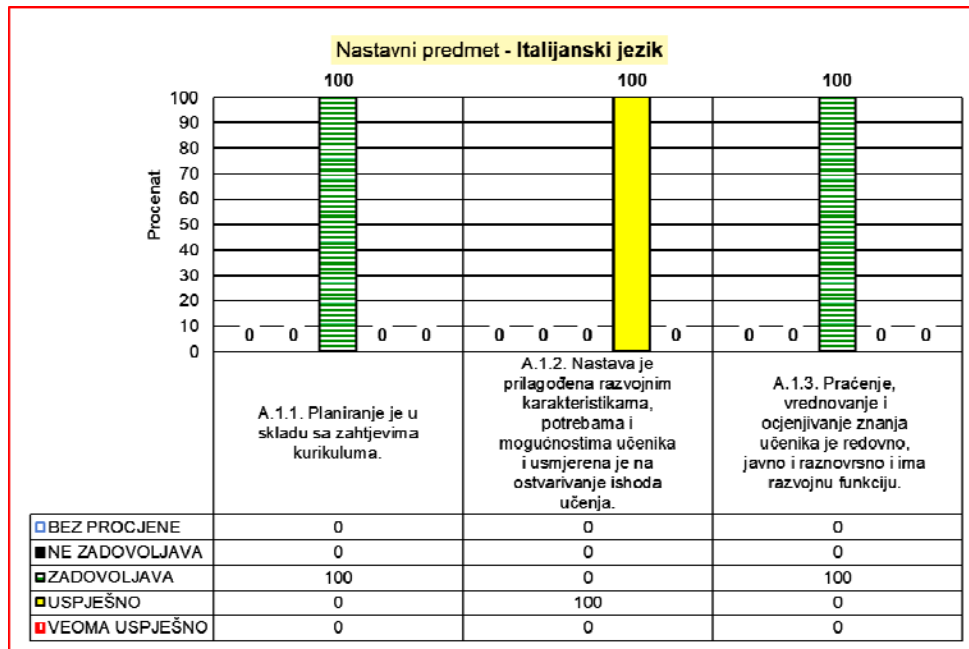 Nastavni predmet - Italijanski jezik
100 100 100
Procenat
100
90
80
70
60
50
40
30
20
10
0
0 0 0 0 0 0 0 0 0 0 0 0
A.1.1. Planiranje je u
skladu sa zahtjevima
kurikuluma.
A.1.2. Nastava je
prilagođena razvojnim
karakteristikama,
potrebama i
mogućnostima učenika
i usmjerena je na
ostvarivanje ishoda
učenja.
A.1.3. Praćenje,
vrednovanje i
ocjenjivanje znanja
učenika je redovno,
javno i raznovrsno i ima
razvojnu funkciju.
BEZ PROCJENE 0 0 0
NE ZADOVOLJAVA 0 0 0
ZADOVOLJAVA 100 0 100
USPJEŠNO 0 100 0
VEOMA USPJEŠNO 0 0 0